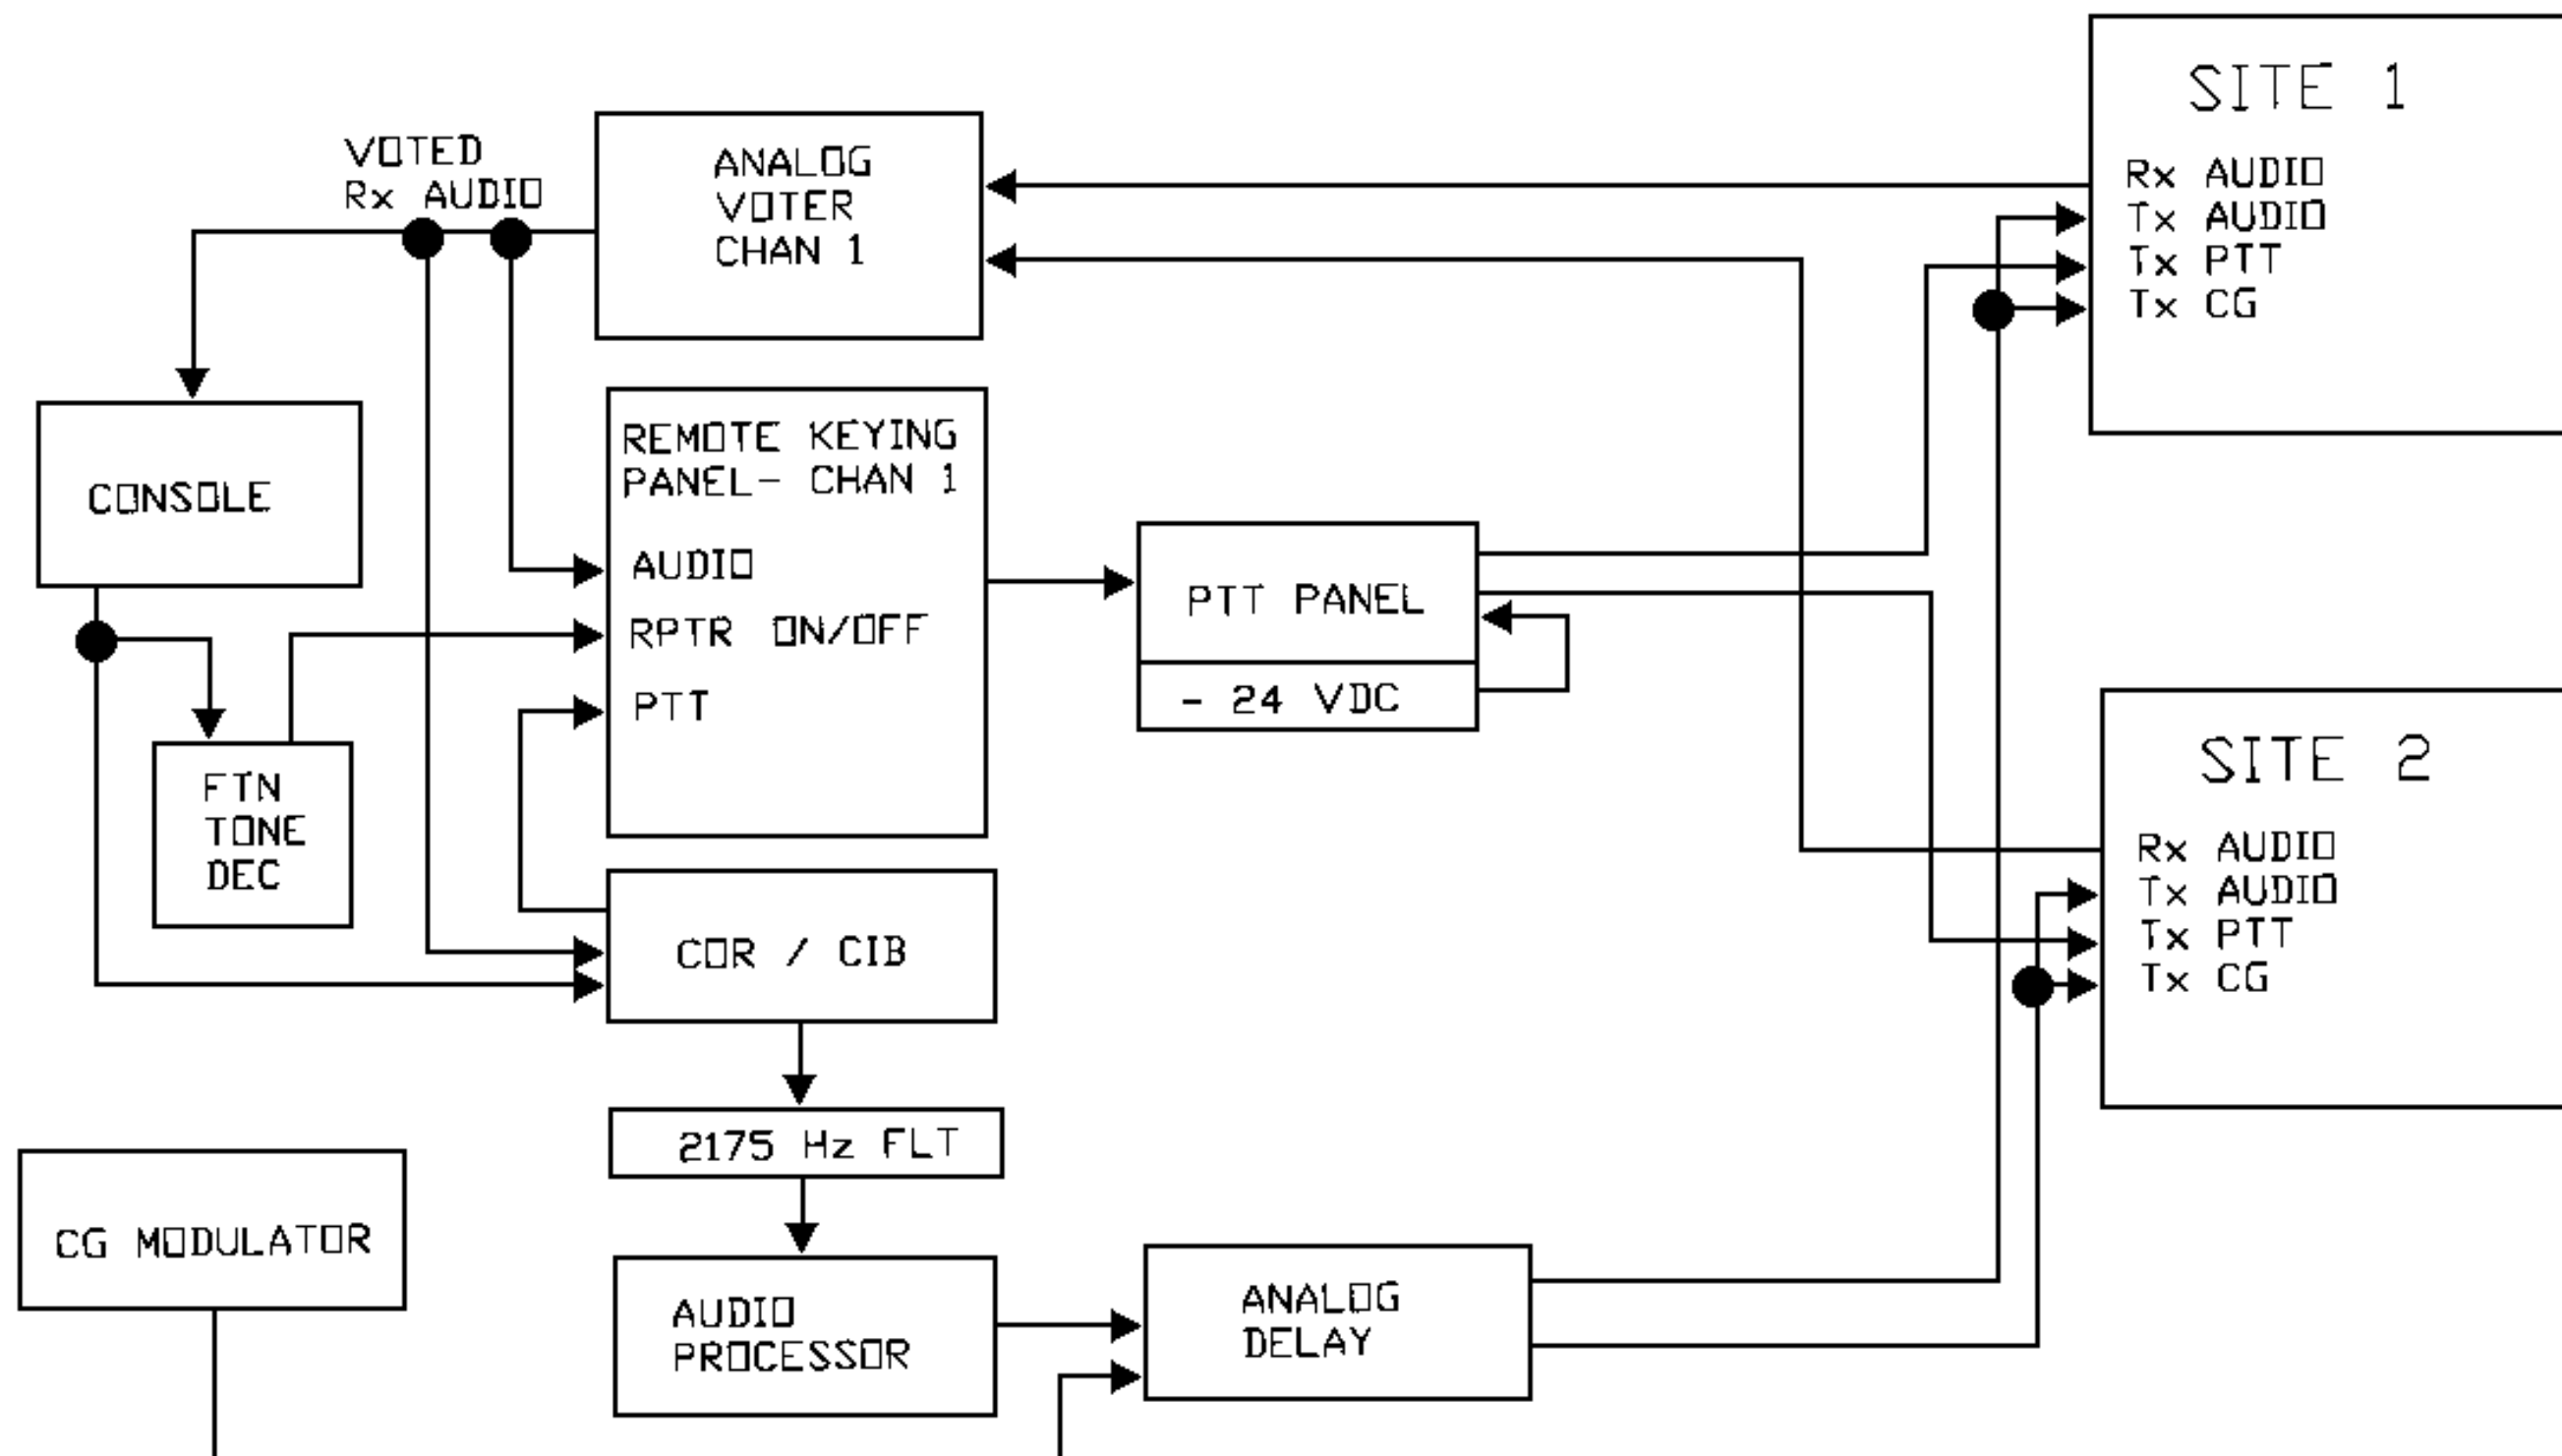 SITE 1
Rx AUDIO
Tx AUDIO
Tx PTT
Tx CG
VOTED
Rx AUDIO
ANALOG
VOTER
CHAN 1
CONSOLE
REMOTE KEYING
PANEL- CHAN 1
AUDIO
RPTR ON/OFF
PTT
PTT PANEL
- 24 VDC
FTN
TONE
DEC
SITE 2
Rx AUDIO
Tx AUDIO
Tx PTT
Tx CG
COR / CIB
2175 Hz FLT
CG MODULATOR
AUDIO
PROCESSOR
ANALOG
DELAY